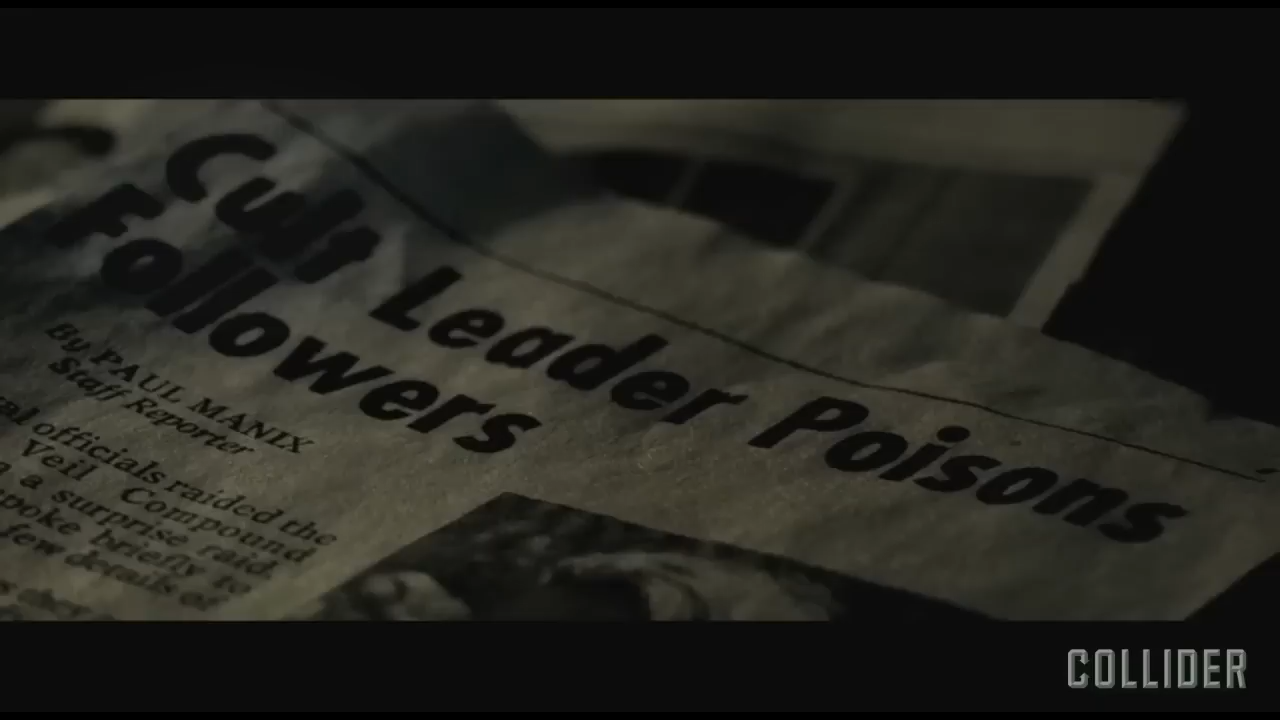 Cult Leader Poisons
Followers
By PAUL MANIX
Staff Reporter
officials raided the
Veil Compound
a surprise raid.
spoke briefly to
few details of
COLLIDER